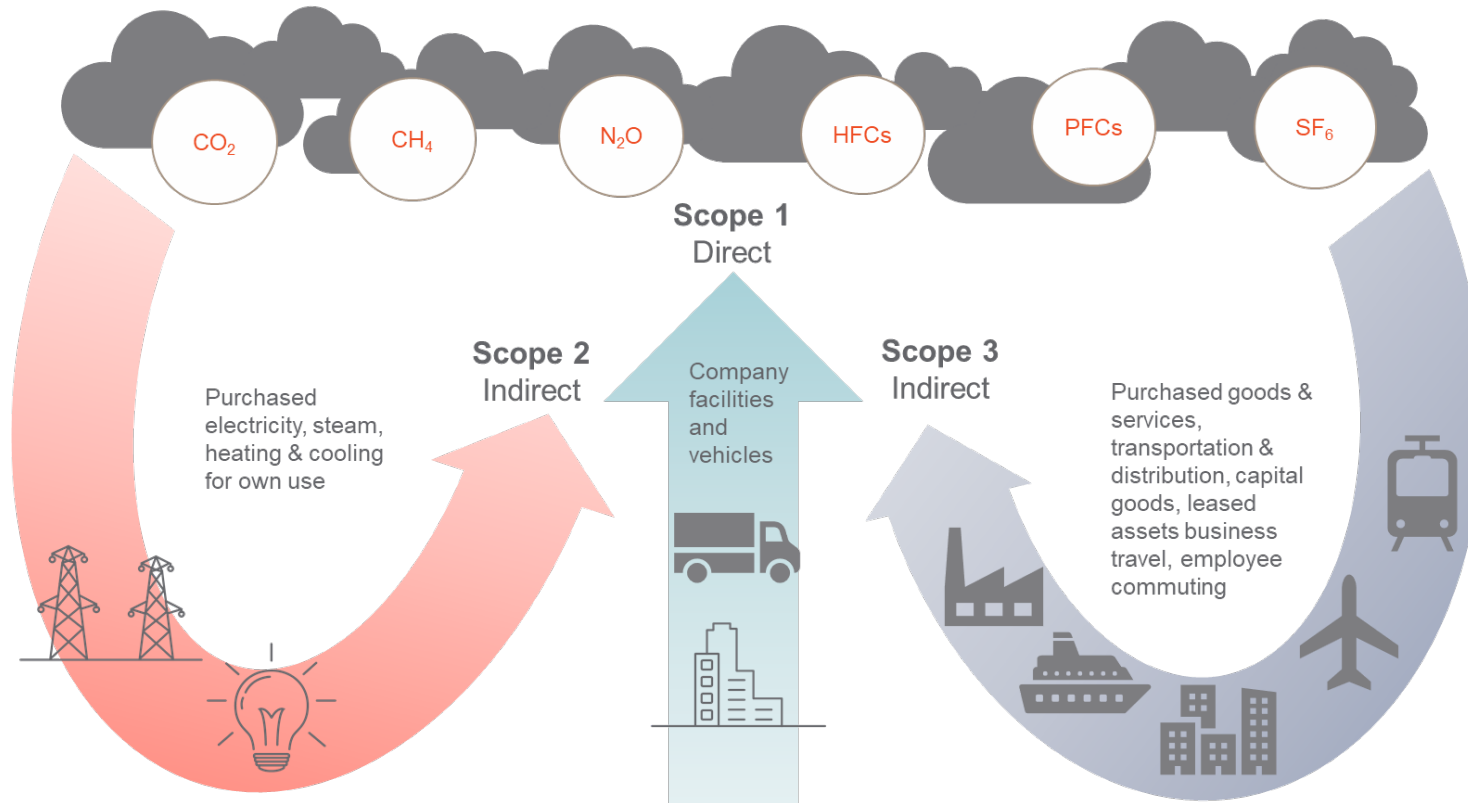 CO₂
CH₄
N₂O
HFCs
PFCs
SF₆
Scope 1
Direct
Scope 2
Indirect
Purchased
electricity, steam,
heating & cooling
for own use
Company
facilities
and
vehicles
Scope 3
Indirect
Purchased goods &
services,
transportation &
distribution, capital
goods, leased
assets business
travel, employee
commuting